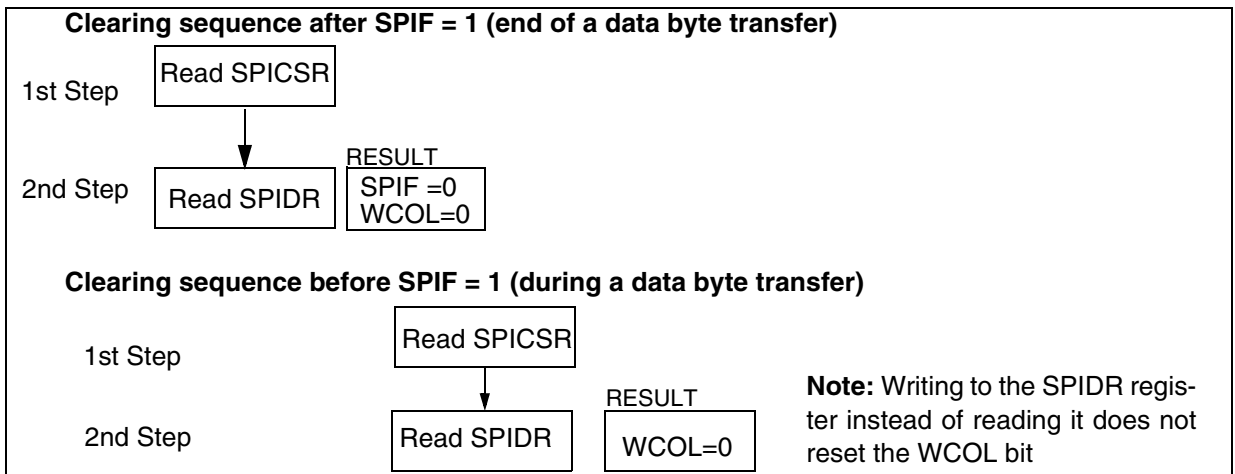 Clearing sequence after SPIF = 1 (end of a data byte transfer)
1st Step
Read SPICSR
2nd Step
Read SPIDR
RESULT
SPIF =0
WCOL=0
Clearing sequence before SPIF = 1 (during a data byte transfer)
1st Step
Read SPICSR
2nd Step
Read SPIDR
RESULT
WCOL=0
Note: Writing to the SPIDR regis-
ter instead of reading it does not
reset the WCOL bit